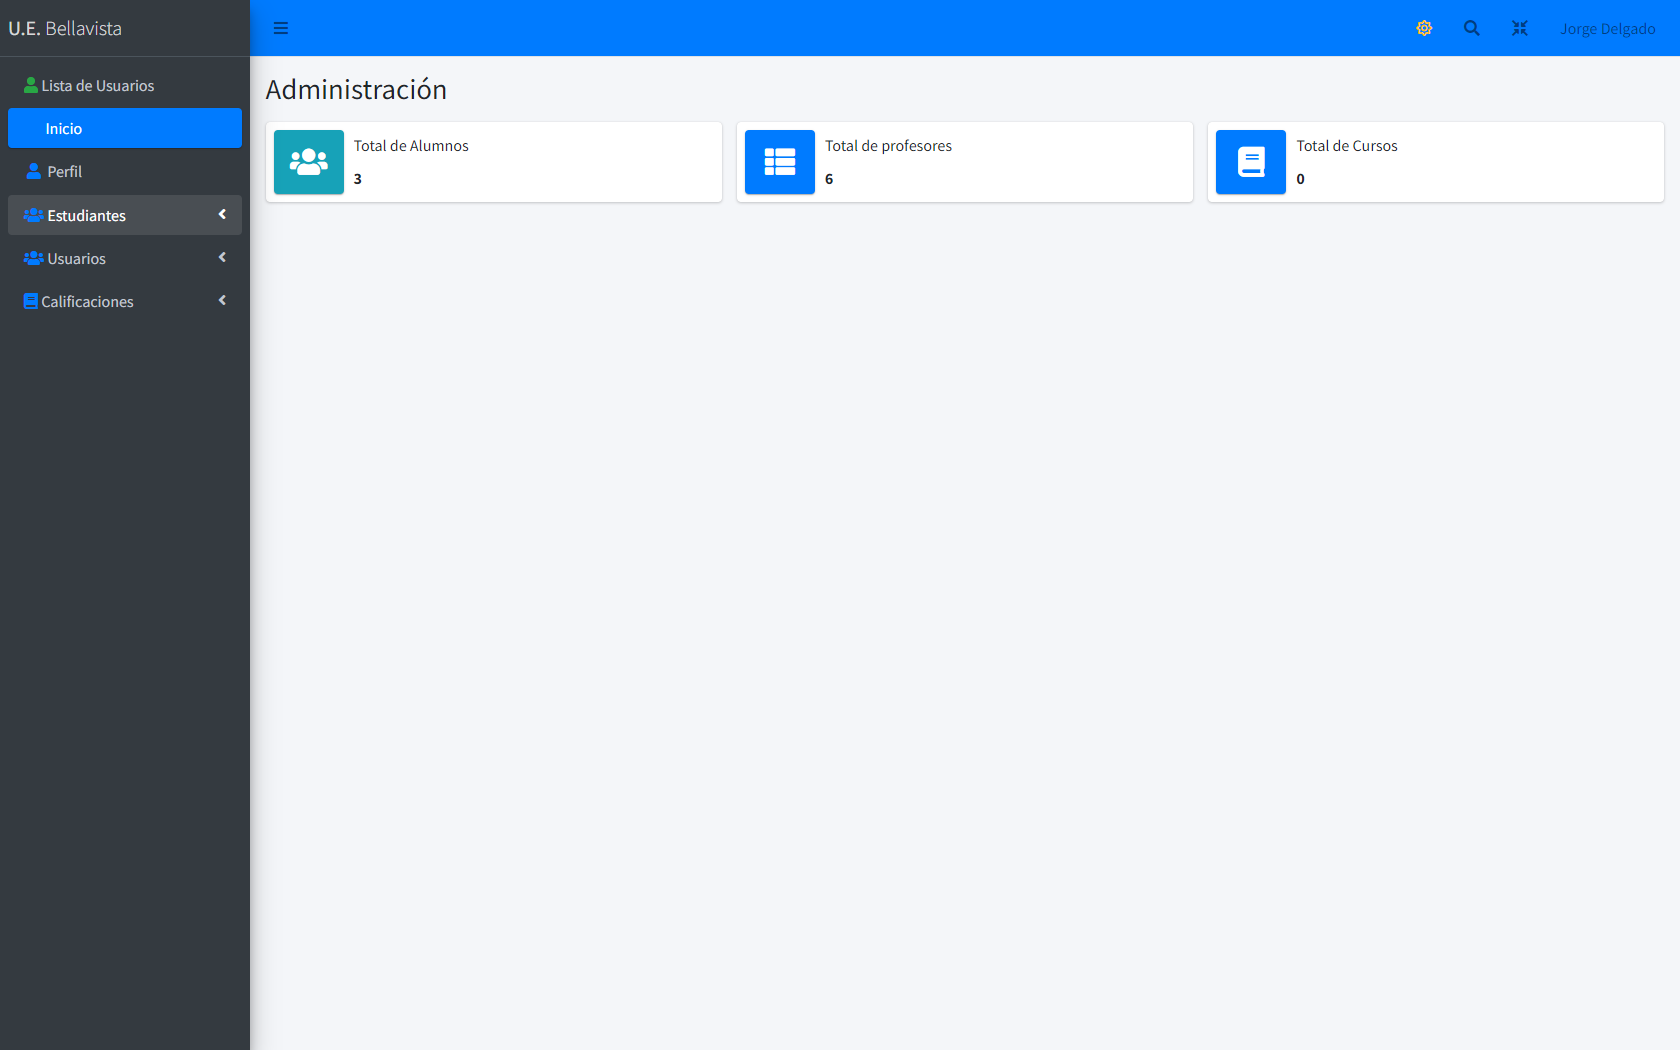 U.E. Bellavista
Jorge Delgado
Lista de Usuarios
Inicio
Perfil
Estudiantes
Usuarios
Calificaciones
Administración
Total de Alumnos
3
Total de profesores
6
Total de Cursos
0